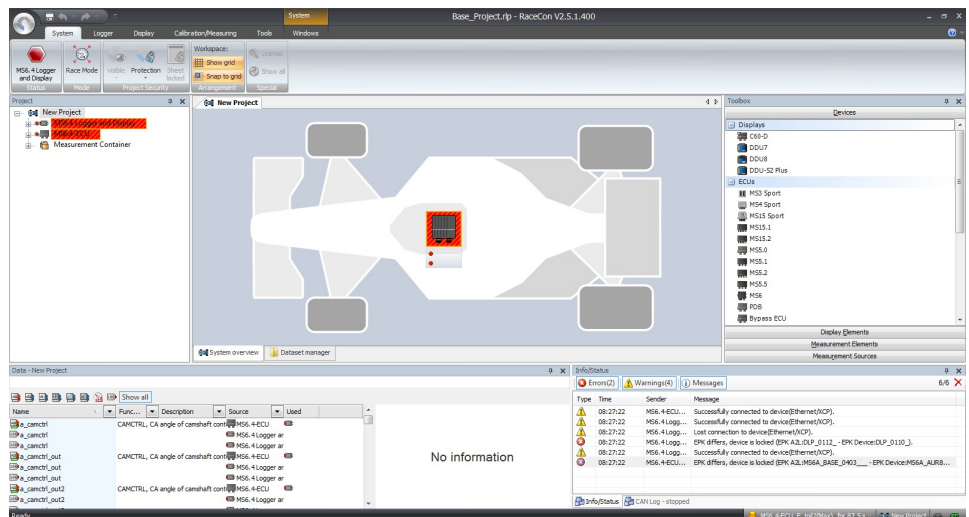 System
Base_Project.rlp - RaceCon V2.5.1.400
System Logger Display Calibration/Measuring Tools Windows
MS6.4 Logger and Display
Race Mode
visible
Protection
Sheet locked
Workspace:
Show grid
Snap to grid
License
Show all
Status Mode Project Security Arrangement Special
Project
New Project
MS6.4 Logger and Display
MS6.4-ECU
Measurement Container
New Project
System overview Dataset manager
Toolbox
Devices
Displays
C60-D
DDU7
DDU8
DDU-S2 Plus
ECUs
MS3 Sport
MS4 Sport
MS15 Sport
MS15.1
MS15.2
MS5.0
MS5.1
MS5.2
MS5.5
MS6
PDB
Bypass ECU
Display Elements
Measurement Elements
Measurement Sources
Data - New Project
Show all
Name Func... Description Source Used
a_camctrl CAMCTRL, CA angle of camshaft cont MS6.4-ECU
a_camctrl MS6.4 Logger ar
a_camctrl_out CAMCTRL, CA angle of camshaft cont MS6.4-ECU
a_camctrl_out MS6.4 Logger ar
a_camctrl_out MS6.4 Logger ar
a_camctrl_out2 CAMCTRL, CA angle of camshaft cont MS6.4-ECU
a_camctrl_out2 MS6.4 Logger ar
No information
Info/Status
Errors(2) Warnings(4) Messages 6/6
Type Time Sender Message
08:27:22 MS6.4-ECU... Successfully connected to device(Ethernet/XCP).
08:27:22 MS6.4 Logg... Successfully connected to device(Ethernet/XCP).
08:27:22 MS6.4 Logg... Lost connection to device(Ethernet/XCP).
08:27:22 MS6.4 Logg... EPK differs, device is locked (EPK A2L:DLP_0112_ - EPK Device:DLP_0110_).
08:27:22 MS6.4 Logg... Successfully connected to device(Ethernet/XCP).
08:27:22 MS6.4-ECU... EPK differs, device is locked (EPK A2L:MS6A_BASE_0403___ - EPK Device:MS6A_AUR8...
Info/Status CAN Log - stopped
Ready
New Project